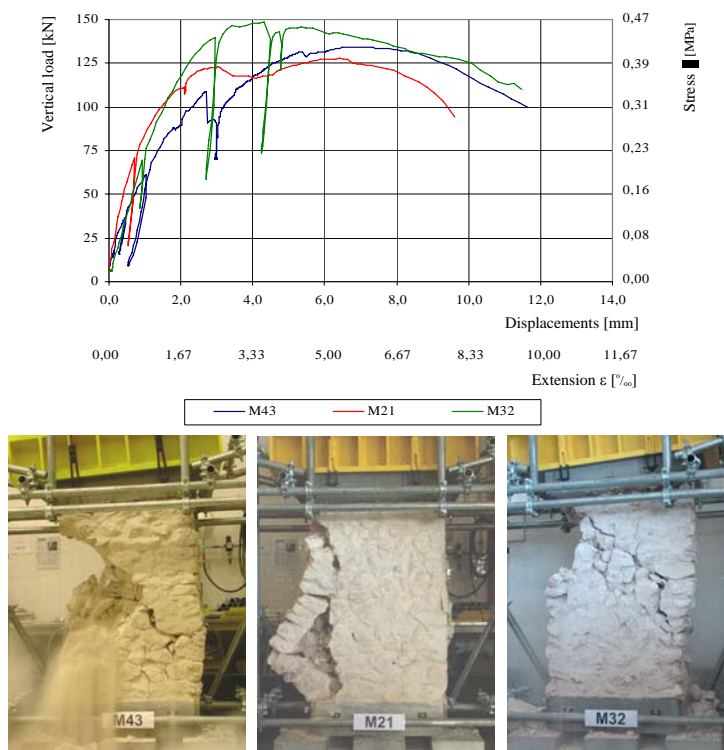 Vertical load [kN]
150
125
100
75
50
25
0
0,47
0,39
0,31
0,23
0,16
0,08
0,00
Stress [MPa]
0,0 2,0 4,0 6,0 8,0 10,0 12,0 14,0
Displacements [mm]
0,00 1,67 3,33 5,00 6,67 8,33 10,00 11,67
Extension ε [‰]
M43 M21 M32
M43 M21 M32